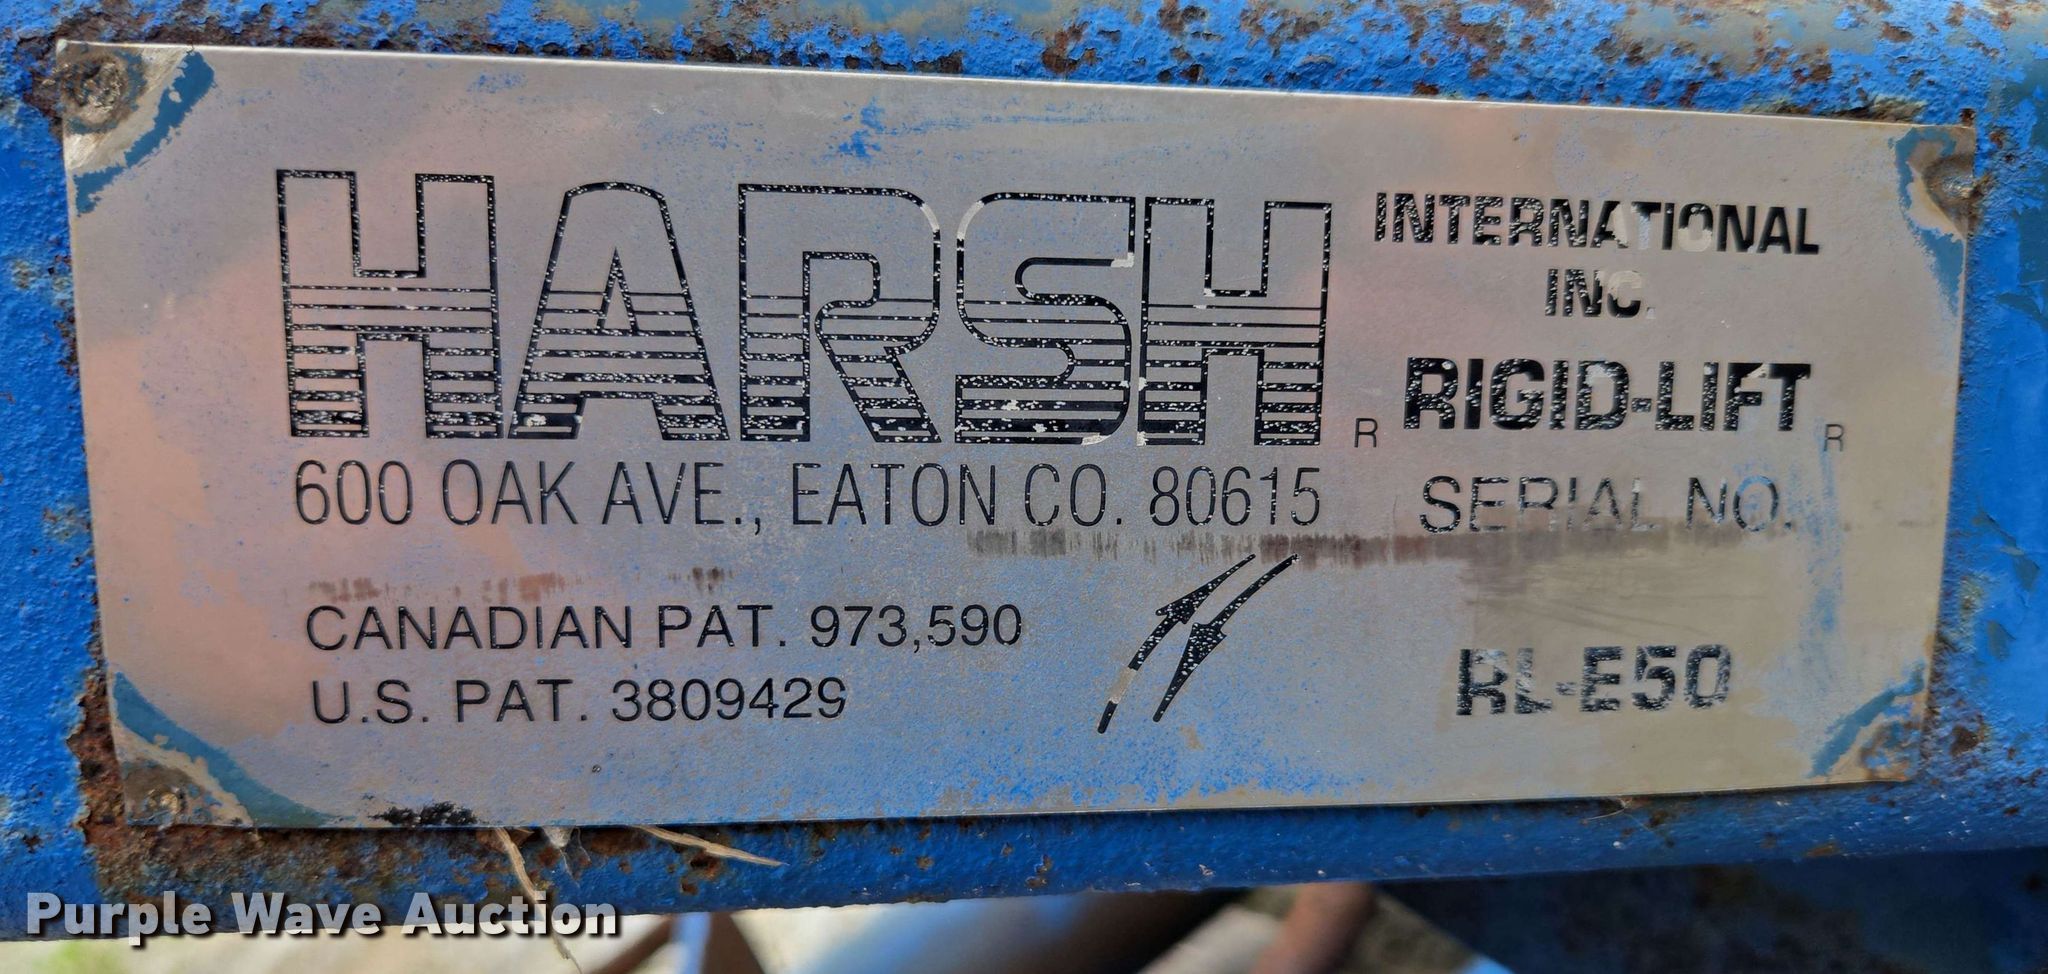 HARSH
INTERNATIONAL
INC.
RIGID-LIFT
R
R
600 OAK AVE., EATON CO. 80615
SERIAL NO.
CANADIAN PAT. 973,590
U.S. PAT. 3809429
RL-E50
Purple Wave Auction